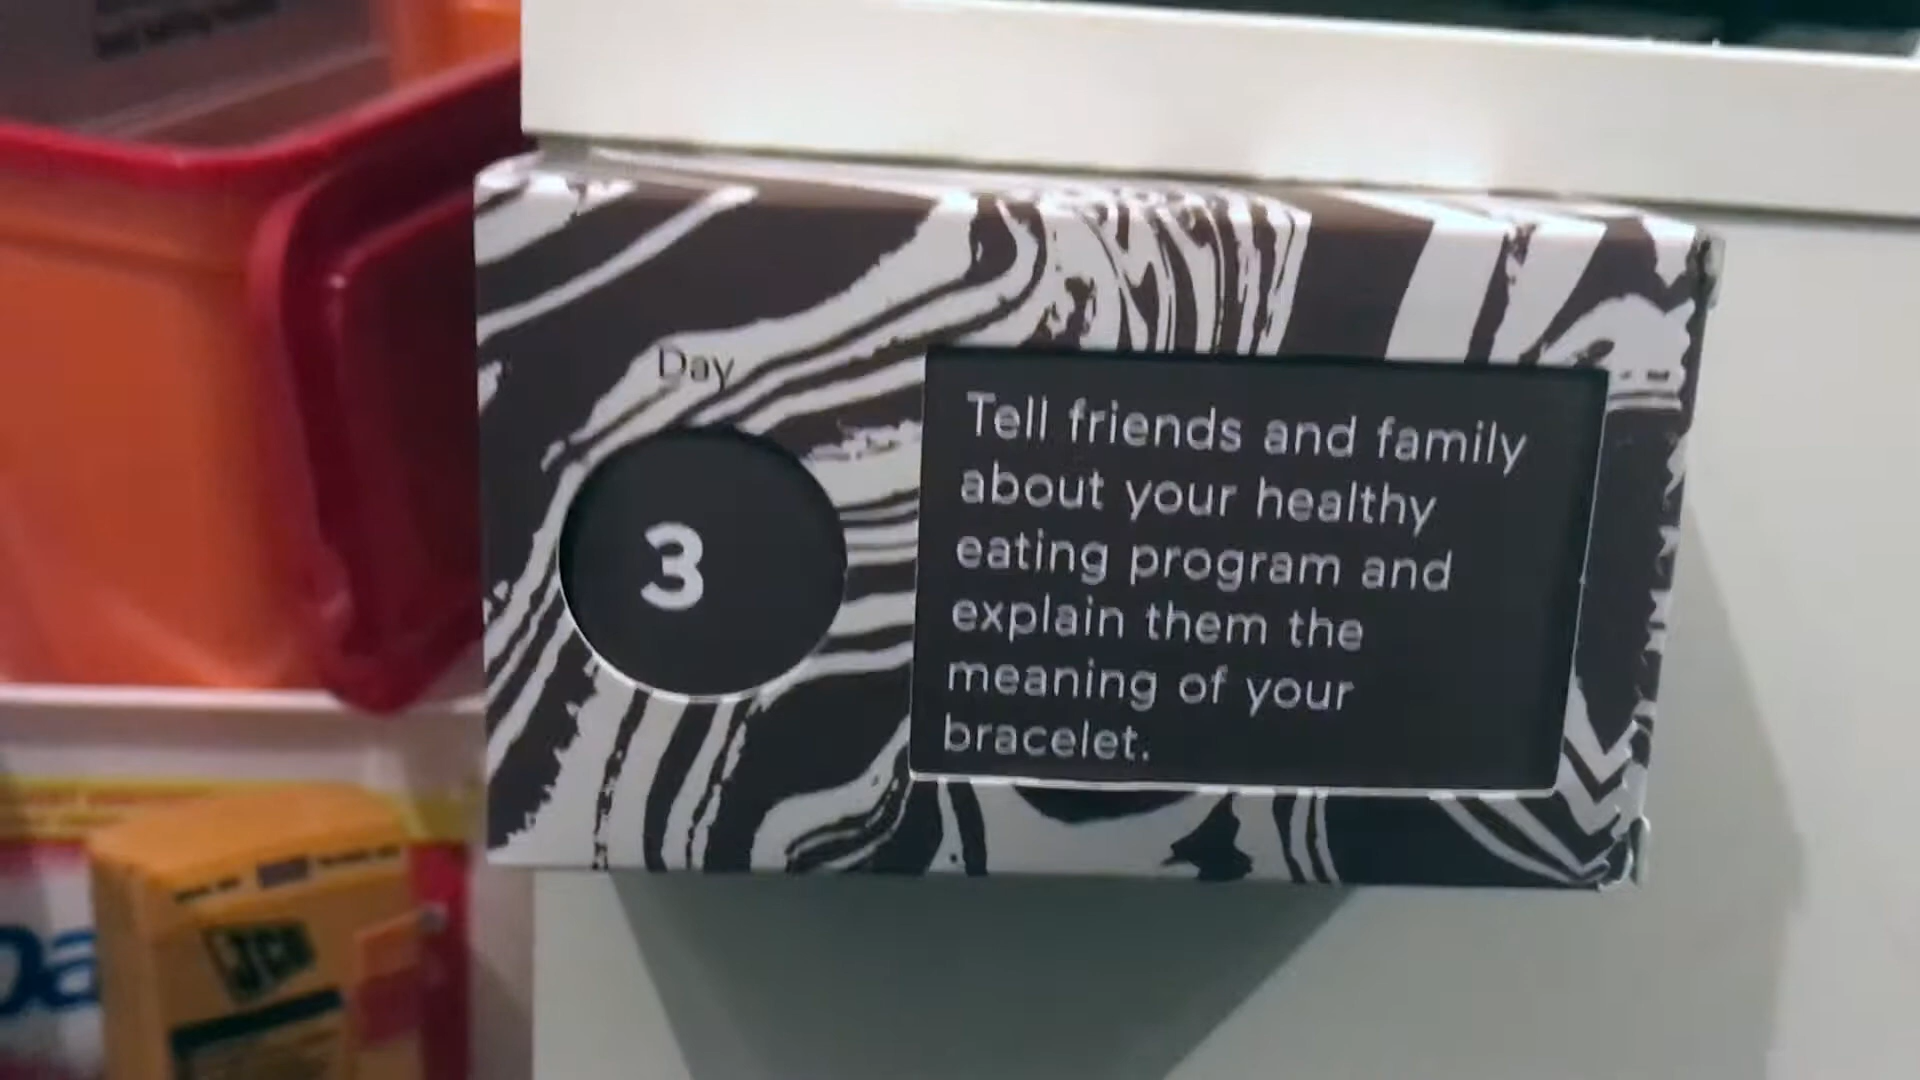 Day
3
Tell friends and family
about your healthy
eating program and
explain them the
meaning of your
bracelet.
JCB